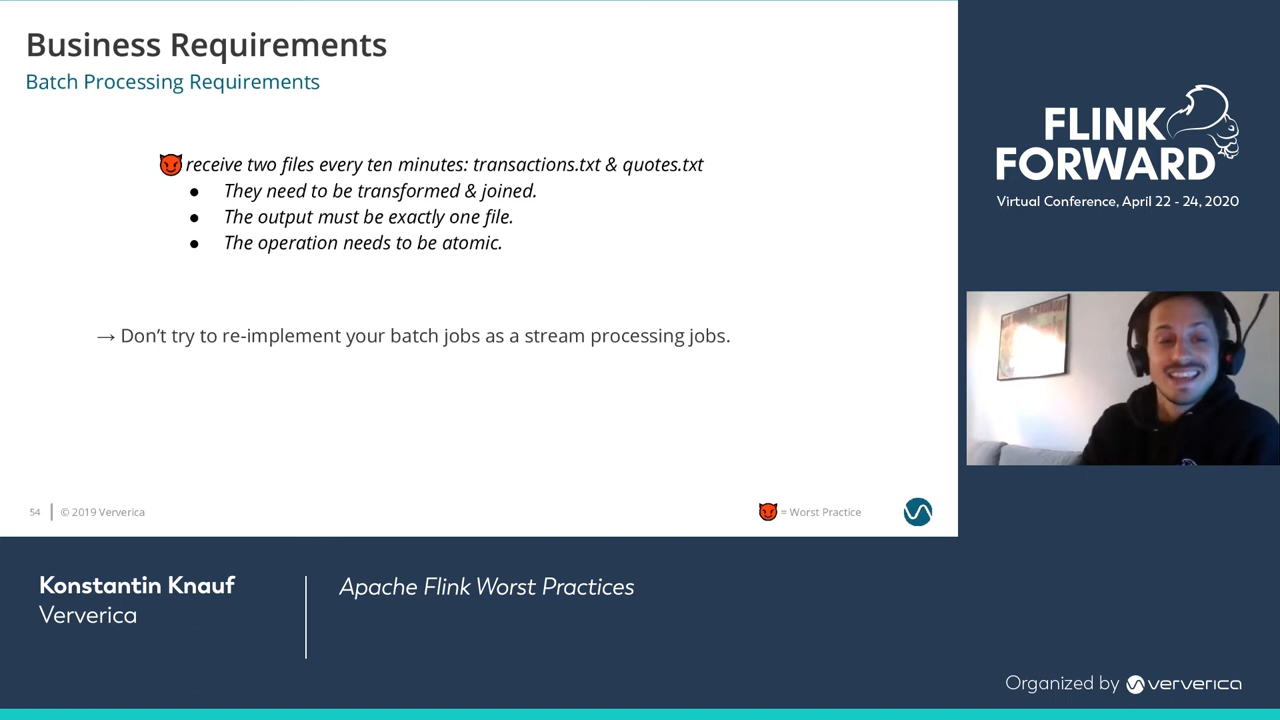 Business Requirements
Batch Processing Requirements
receive two files every ten minutes: transactions.txt & quotes.txt
● They need to be transformed & joined.
● The output must be exactly one file.
● The operation needs to be atomic.
→ Don’t try to re-implement your batch jobs as a stream processing jobs.
54 | © 2019 Ververica
= Worst Practice
FLINK
FORWARD
Virtual Conference, April 22 - 24, 2020
Konstantin Knauf
Ververica
Apache Flink Worst Practices
Organized by ververica